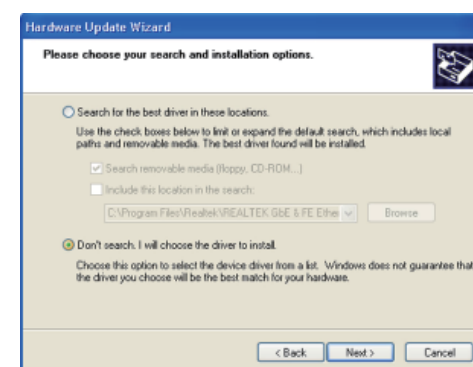 Hardware Update Wizard
Please choose your search and installation options.
Search for the best driver in these locations.
Use the check boxes below to limit or expand the default search, which includes local
paths and removable media. The best driver found will be installed.
Search removable media (floppy, CD-ROM...)
Include this location in the search:
C:\Program Files\Realtek\REALTEK GbE & FE Ether
Browse
Don't search. I will choose the driver to install.
Choose this option to select the device driver from a list. Windows does not guarantee that
the driver you choose will be the best match for your hardware.
< Back Next > Cancel